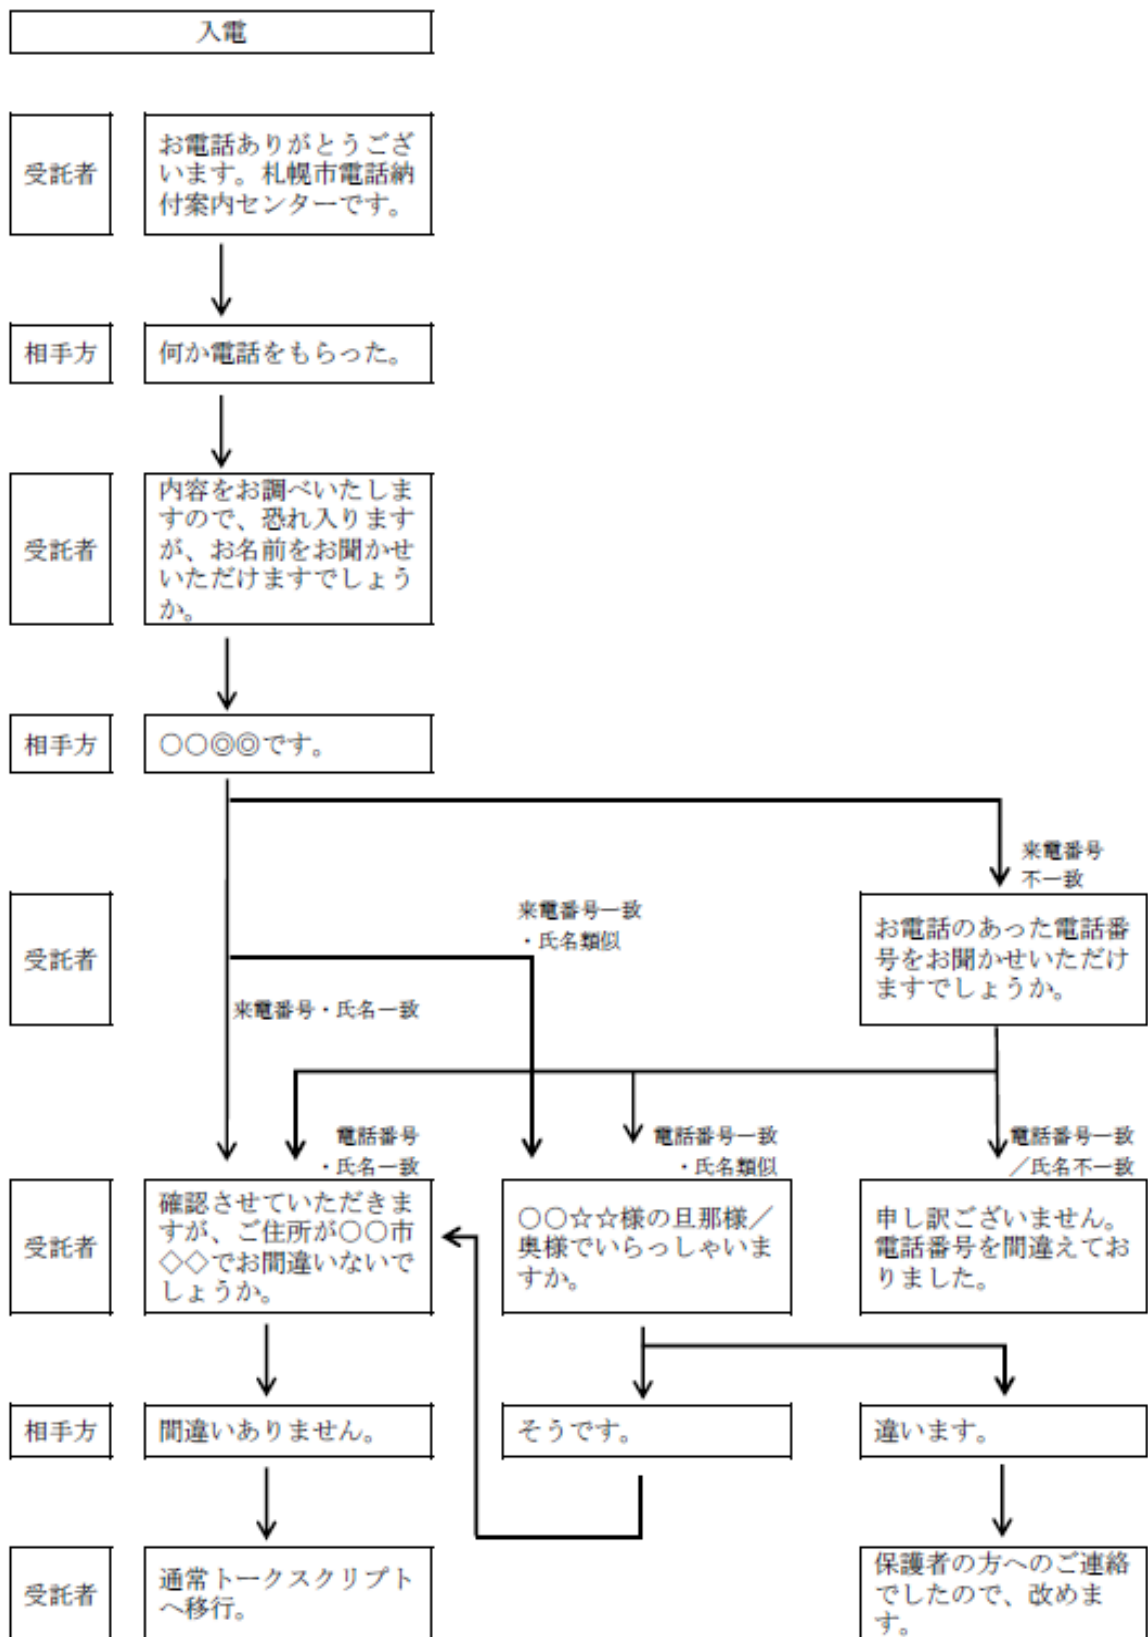 入電
受託者
お電話ありがとうござ
います。札幌市電話納
付案内センターです。
相手方
何か電話をもらった。
受託者
内容をお調べいたしま
すので、恐れ入ります
が、お名前をお聞かせ
いただけますでしょう
か。
相手方
〇〇◎◎です。
来電番号
不一致
来電番号一致
・氏名類似
受託者
お電話のあった電話番
号をお聞かせいただけ
ますでしょうか。
来電番号・氏名一致
電話番号
・氏名一致
電話番号一致
・氏名類似
電話番号一致
／氏名不一致
受託者
確認させていただきま
すが、ご住所が〇〇市
◇◇でお間違いないで
しょうか。
〇〇☆☆様の旦那様／
奥様でいらっしゃいま
すか。
申し訳ございません。
電話番号を間違えてお
りました。
相手方
間違いありません。
そうです。
違います。
受託者
通常トークスクリプト
へ移行。
保護者の方へのご連絡
でしたので、改めま
す。